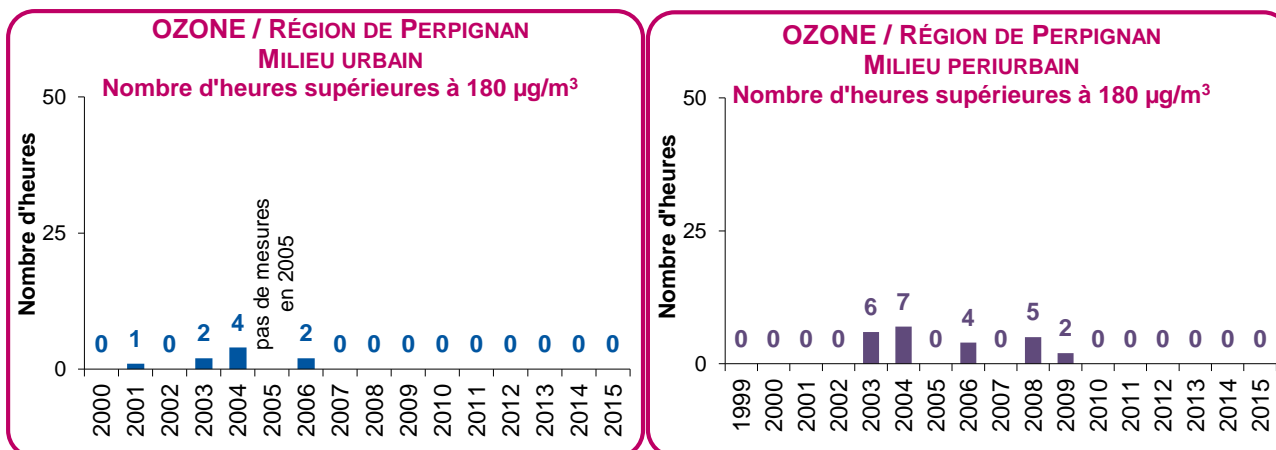 OZONE / RÉGION DE PERPIGNAN
MILIEU URBAIN
Nombre d'heures supérieures à 180 µg/m³
Nombre d'heures
50
25
0
0 1 0 2 4 2 0 0 0 0 0 0 0 0 0
pas de mesures
en 2005
2000 2001 2002 2003 2004 2005 2006 2007 2008 2009 2010 2011 2012 2013 2014 2015
OZONE / RÉGION DE PERPIGNAN
MILIEU PERIURBAIN
Nombre d'heures supérieures à 180 µg/m³
Nombre d'heures
50
25
0
0 0 0 0 6 7 0 4 0 5 2 0 0 0 0 0 0
1999 2000 2001 2002 2003 2004 2005 2006 2007 2008 2009 2010 2011 2012 2013 2014 2015